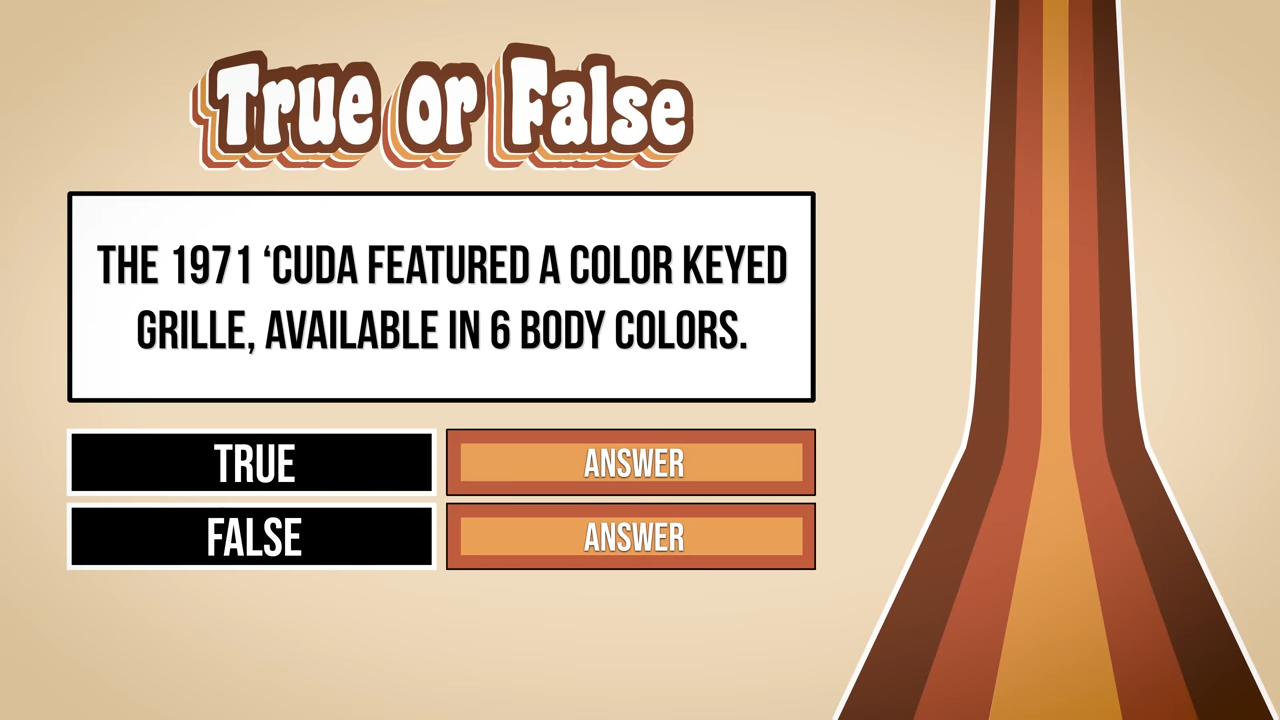 True or False
THE 1971 ‘CUDA FEATURED A COLOR KEYED
GRILLE, AVAILABLE IN 6 BODY COLORS.
TRUE
ANSWER
FALSE
ANSWER